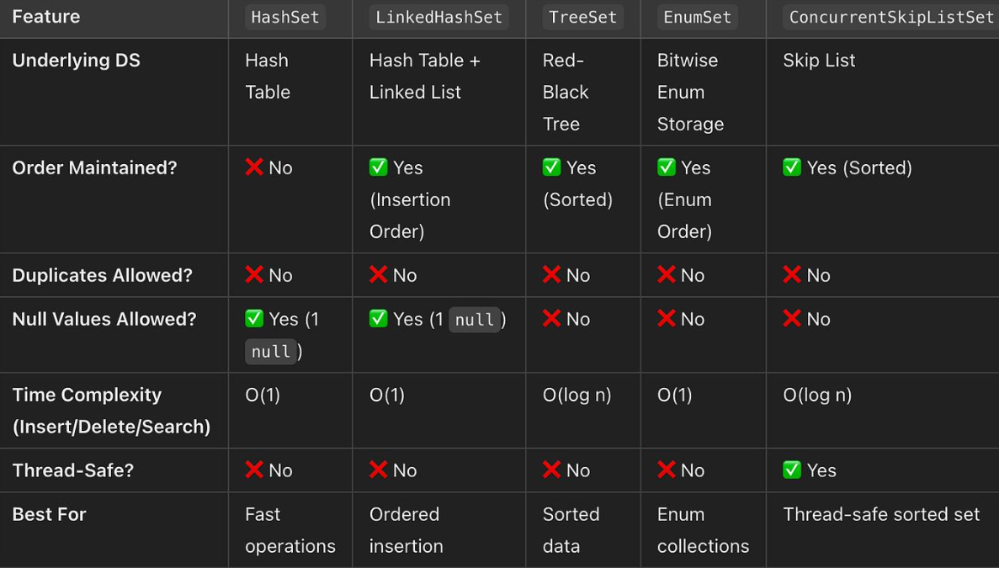 Feature HashSet LinkedHashSet TreeSet EnumSet ConcurrentSkipListSet
Underlying DS Hash Hash Table + Red- Bitwise Skip List
Table Linked List Black Enum
Tree Storage
Order Maintained? ❌ No ✅ Yes ✅ Yes ✅ Yes ✅ Yes (Sorted)
(Insertion (Sorted) (Enum
Order) Order)
Duplicates Allowed? ❌ No ❌ No ❌ No ❌ No ❌ No
Null Values Allowed? ✅ Yes (1 ✅ Yes (1 null) ❌ No ❌ No ❌ No
null)
Time Complexity O(1) O(1) O(log n) O(1) O(log n)
(Insert/Delete/Search)
Thread-Safe? ❌ No ❌ No ❌ No ❌ No ✅ Yes
Best For Fast Ordered Sorted Enum Thread-safe sorted set
operations insertion data collections